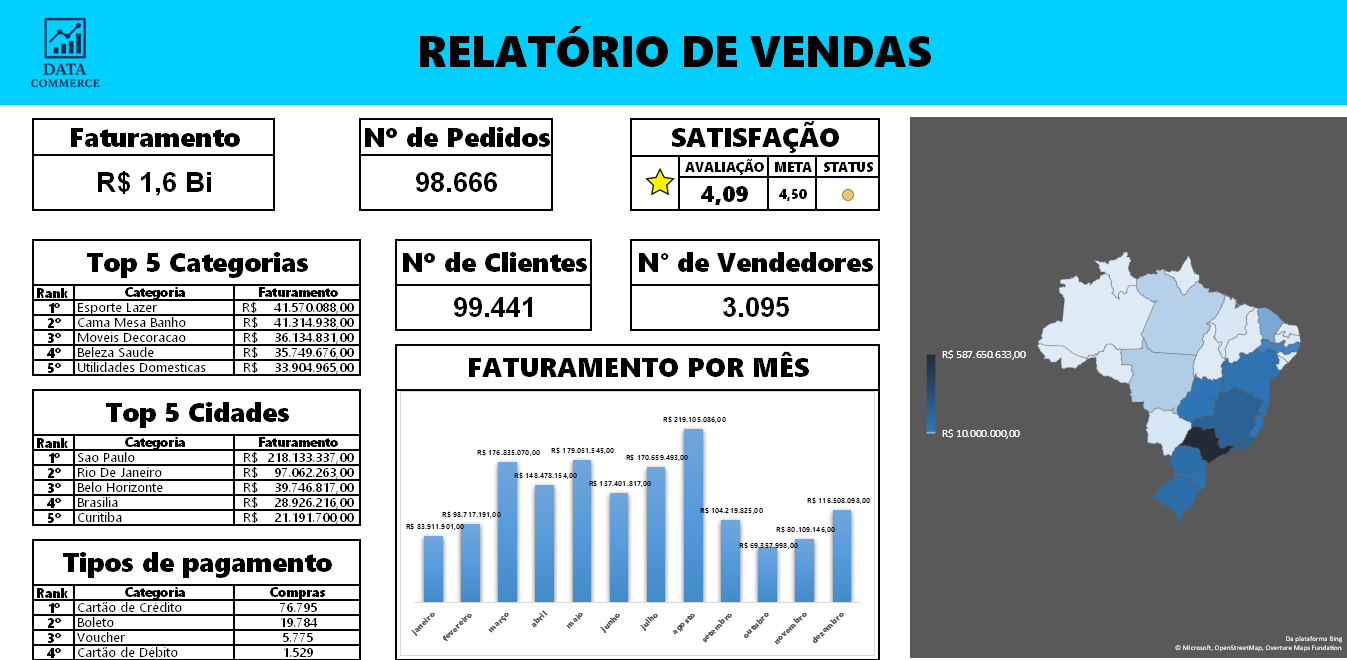 DATA
COMMERCE
RELATÓRIO DE VENDAS
Faturamento
R$ 1,6 Bi
Nº de Pedidos
98.666
SATISFAÇÃO
AVALIAÇÃO META STATUS
4,09 4,50
Top 5 Categorias
Rank Categoria Faturamento
1º Esporte Lazer R$ 41.570.088,00
2º Cama Mesa Banho R$ 41.314.938,00
3º Moveis Decoracao R$ 36.134.831,00
4º Beleza Saude R$ 35.749.676,00
5º Utilidades Domesticas R$ 33.904.965,00
Nº de Clientes
99.441
N° de Vendedores
3.095
Top 5 Cidades
Rank Categoria Faturamento
1º Sao Paulo R$ 218.133.337,00
2º Rio De Janeiro R$ 97.062.263,00
3º Belo Horizonte R$ 39.746.817,00
4º Brasilia R$ 28.926.216,00
5º Curitiba R$ 21.191.700,00
Tipos de pagamento
Rank Categoria Compras
1º Cartão de Crédito 76.795
2º Boleto 19.784
3º Voucher 5.775
4º Cartão de Débito 1.529
FATURAMENTO POR MÊS
R$ 83.911.901,00
R$ 98.717.191,00
R$ 176.835.070,00
R$ 148.478.154,00
R$ 179.051.545,00
R$ 137.401.817,00
R$ 170.659.493,00
R$ 219.105.086,00
R$ 104.219.825,00
R$ 69.357.998,00
R$ 80.109.146,00
R$ 116.508.098,00
janeiro
fevereiro
março
abril
maio
junho
julho
agosto
setembro
outubro
novembro
dezembro
R$ 587.650.633,00
R$ 10.000.000,00
Da plataforma Bing
© Microsoft, OpenStreetMap, Overture Maps Fundation